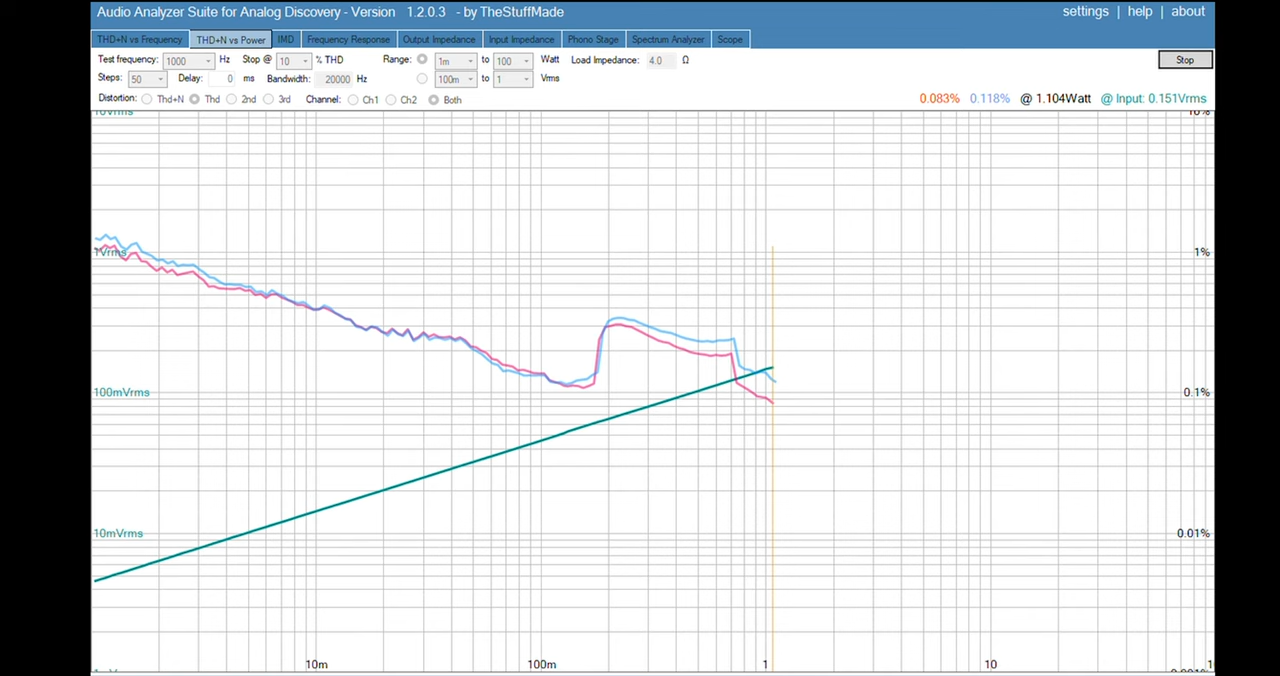 Audio Analyzer Suite for Analog Discovery - Version 1.2.0.3 - by TheStuffMade
settings | help | about
THD+N vs Frequency THD+N vs Power IMD Frequency Response Output Impedance Input Impedance Phono Stage Spectrum Analyzer Scope
Test frequency: 1000 Hz Stop @ 10 % THD Range: 1m to 100 Watt Load Impedance: 4.0 Ω Stop
Steps: 50 Delay: 0 ms Bandwidth: 20000 Hz 100m to 1 Vrms
Distortion: Thd+N Thd 2nd 3rd Channel: Ch1 Ch2 Both 0.083% 0.118% @ 1.104Watt @ Input: 0.151Vrms
10Vrms 10%
1Vrms 1%
100mVrms 0.1%
10mVrms 0.01%
10m 100m 1 10